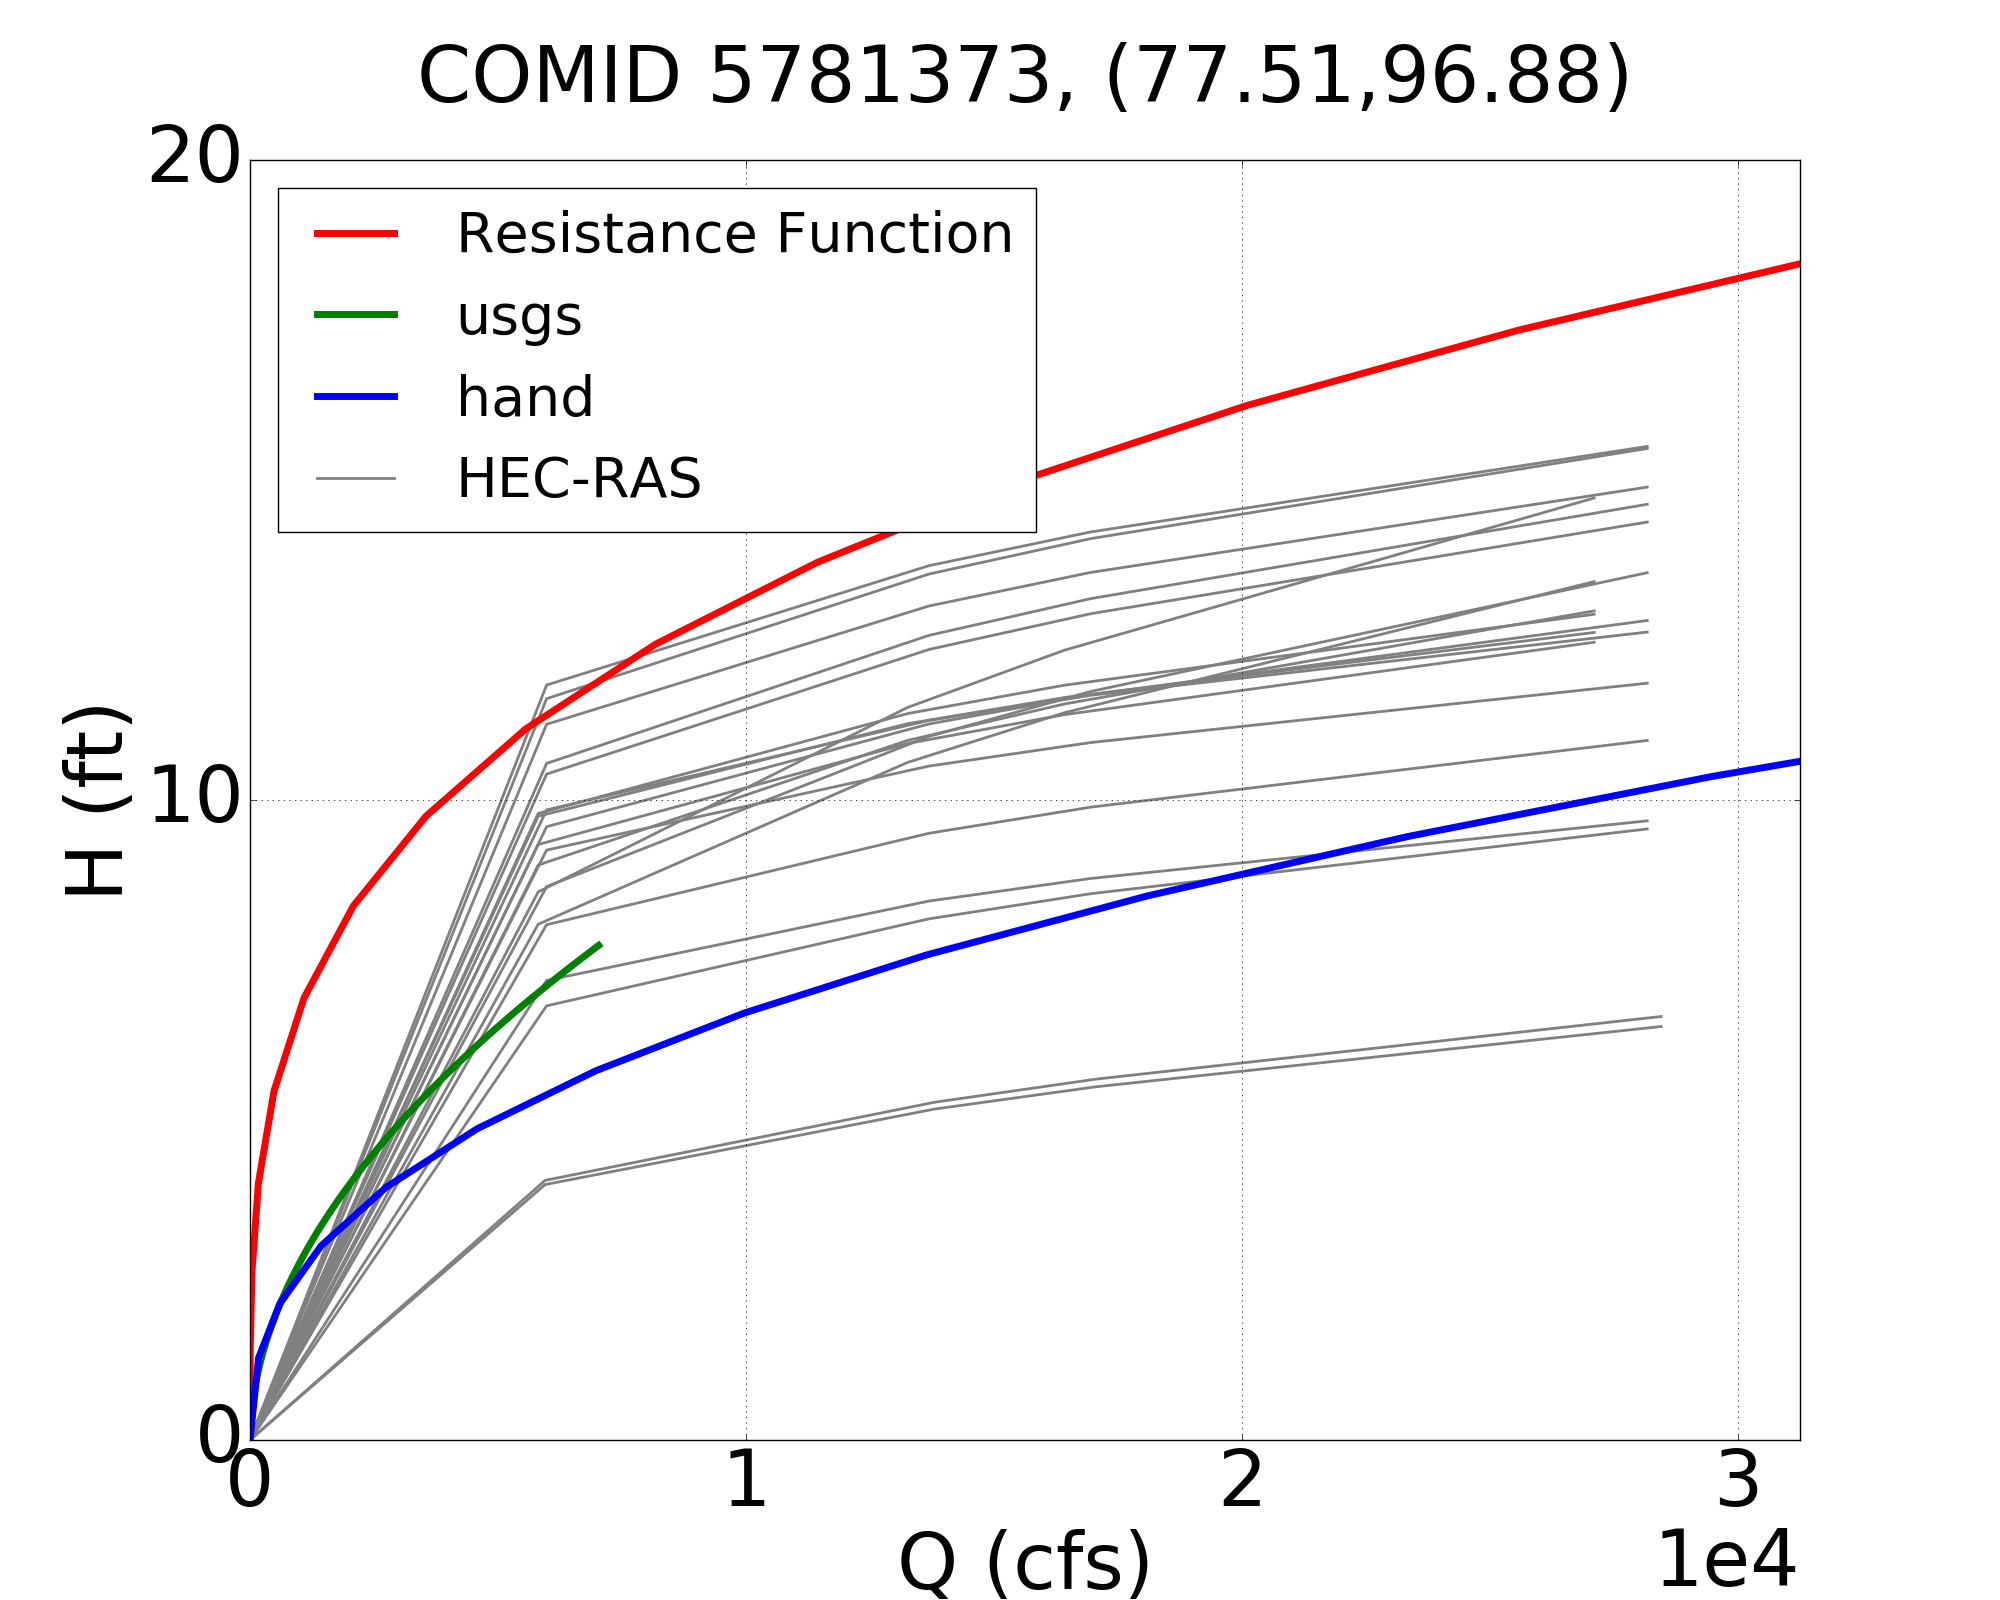 COMID 5781373, (77.51,96.88)
20
Resistance Function
usgs
hand
HEC-RAS
H (ft)
10
0
0 1 2 3
1e4
Q (cfs)